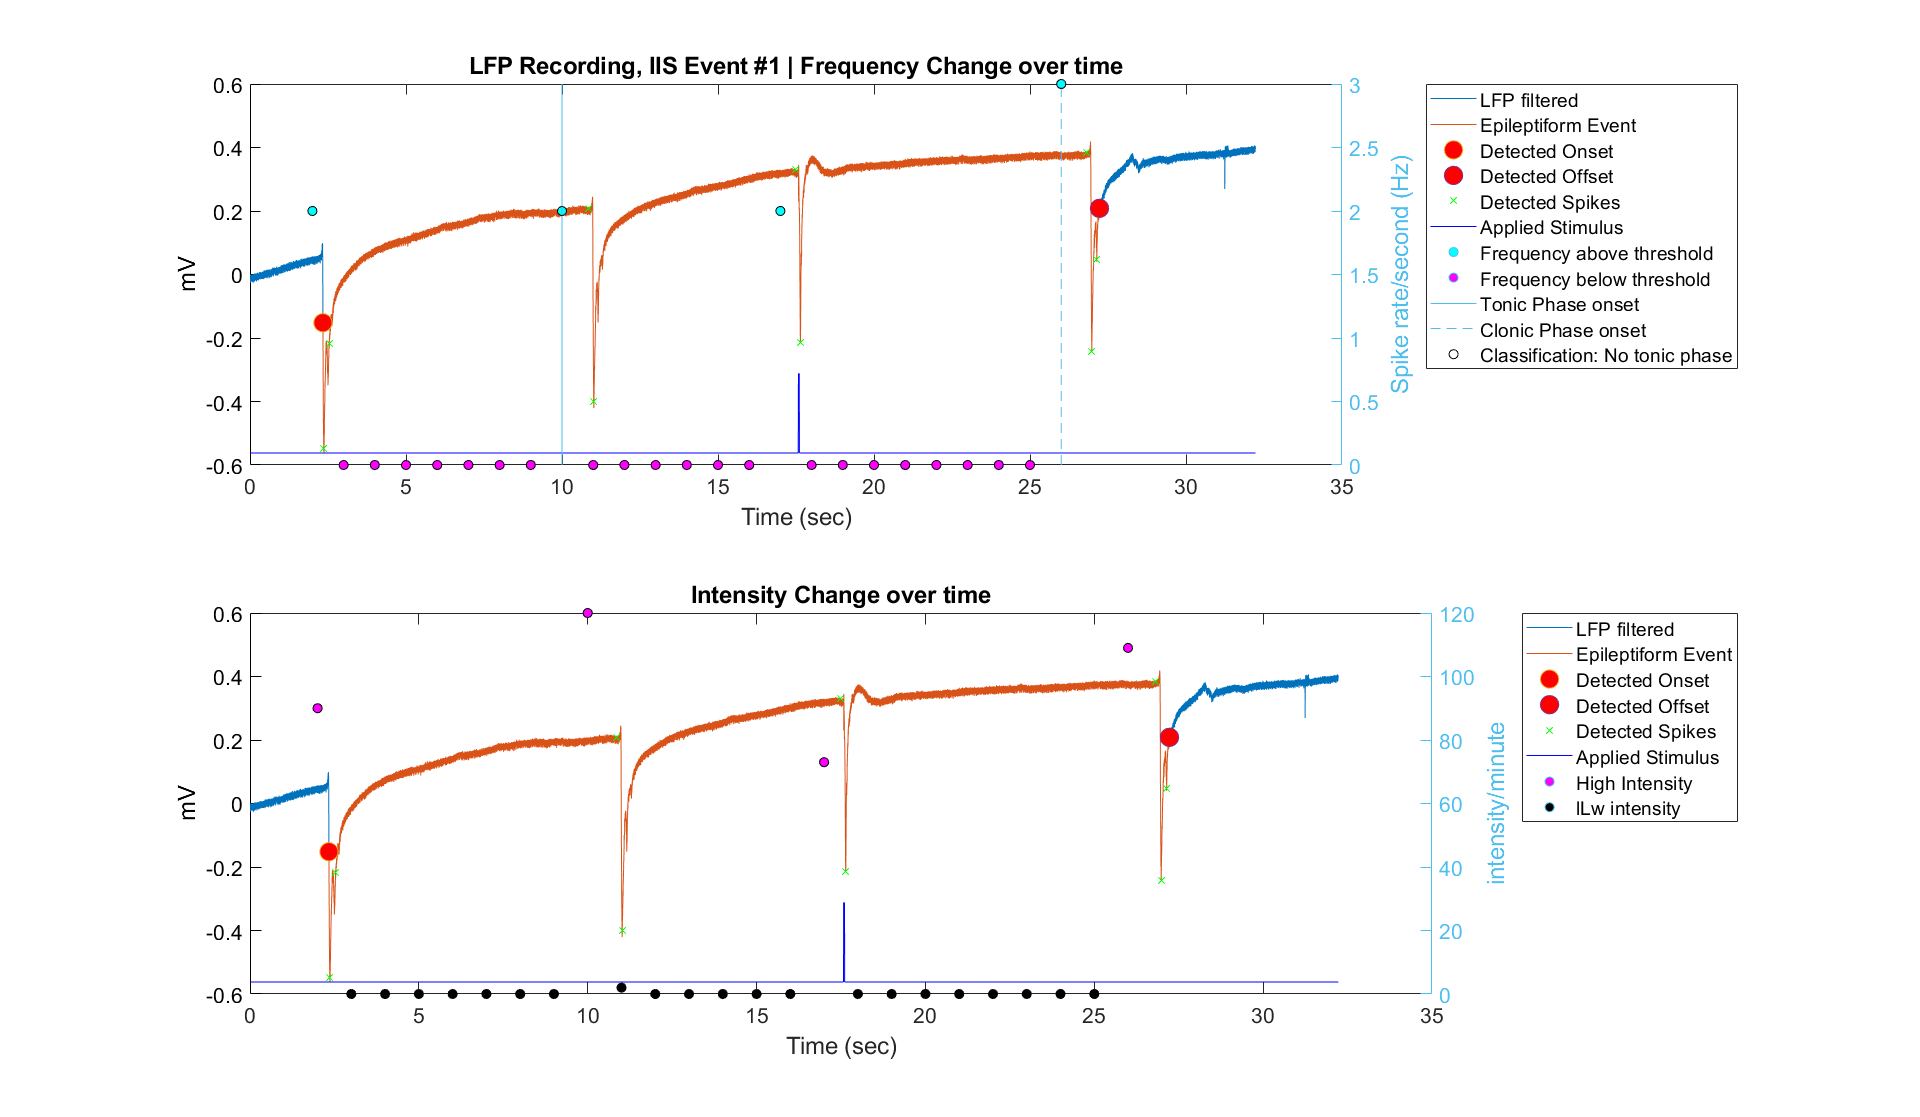 LFP Recording, IIS Event #1 | Frequency Change over time
0.6
0.4
0.2
0
-0.2
-0.4
-0.6
mV
0
5
10
15
20
25
30
35
Time (sec)
3
2.5
2
1.5
1
0.5
0
Spike rate/second (Hz)
LFP filtered
Epileptiform Event
Detected Onset
Detected Offset
Detected Spikes
Applied Stimulus
Frequency above threshold
Frequency below threshold
Tonic Phase onset
Clonic Phase onset
Classification: No tonic phase
Intensity Change over time
0.6
0.4
0.2
0
-0.2
-0.4
-0.6
mV
0
5
10
15
20
25
30
35
Time (sec)
120
100
80
60
40
20
0
intensity/minute
LFP filtered
Epileptiform Event
Detected Onset
Detected Offset
Detected Spikes
Applied Stimulus
High Intensity
lLw intensity